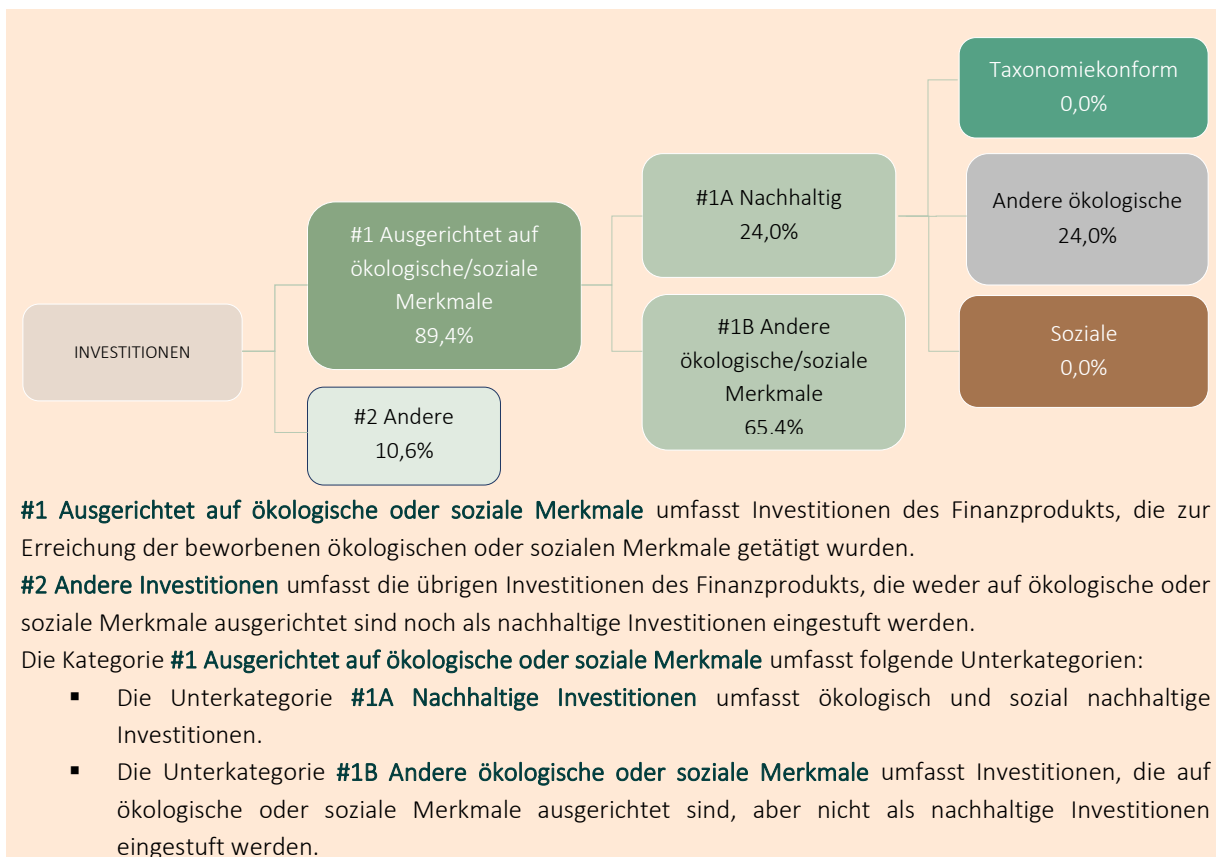 Taxonomiekonform
0,0%
#1A Nachhaltig
24,0%
Andere ökologische
24,0%
#1 Ausgerichtet auf
ökologische/soziale
Merkmale
89,4%
#1B Andere
ökologische/soziale
Merkmale
65,4%
Soziale
0,0%
INVESTITIONEN
#2 Andere
10,6%
#1 Ausgerichtet auf ökologische oder soziale Merkmale umfasst Investitionen des Finanzprodukts, die zur
Erreichung der beworbenen ökologischen oder sozialen Merkmale getätigt wurden.
#2 Andere Investitionen umfasst die übrigen Investitionen des Finanzprodukts, die weder auf ökologische oder
soziale Merkmale ausgerichtet sind noch als nachhaltige Investitionen eingestuft werden.
Die Kategorie #1 Ausgerichtet auf ökologische oder soziale Merkmale umfasst folgende Unterkategorien:
▪ Die Unterkategorie #1A Nachhaltige Investitionen umfasst ökologisch und sozial nachhaltige
Investitionen.
▪ Die Unterkategorie #1B Andere ökologische oder soziale Merkmale umfasst Investitionen, die auf
ökologische oder soziale Merkmale ausgerichtet sind, aber nicht als nachhaltige Investitionen
eingestuft werden.